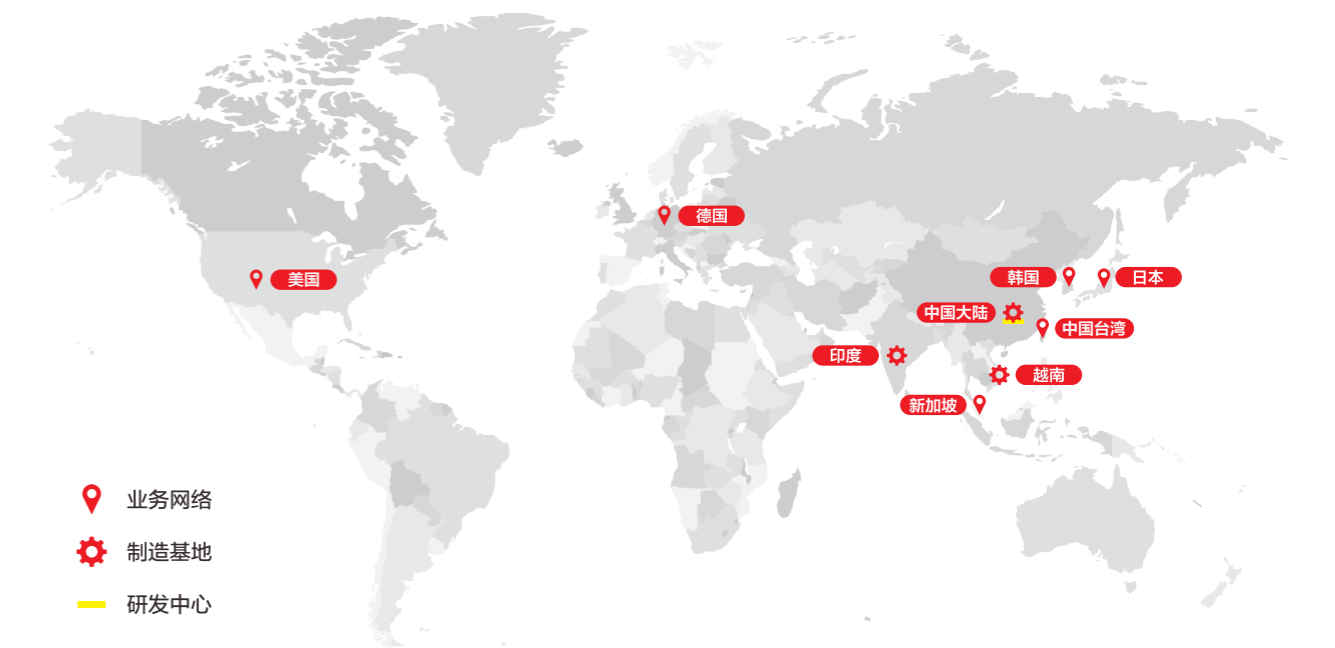 德国
美国
韩国
日本
中国大陆
中国台湾
印度
越南
新加坡
业务网络
制造基地
研发中心